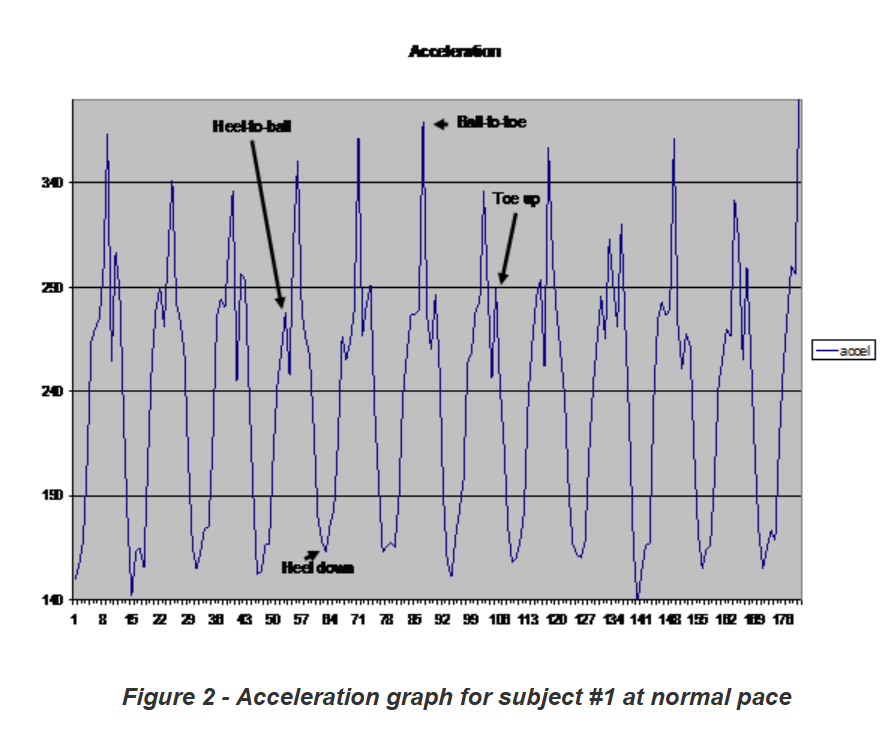 Acceleration
Heel-to-ball
Ball-to-toe
340
Toe up
290
accel
240
190
Heel down
140
1 8 15 22 29 36 43 50 57 64 71 78 85 92 99 106 113 120 127 134 141 148 155 162 169 176
Figure 2 - Acceleration graph for subject #1 at normal pace